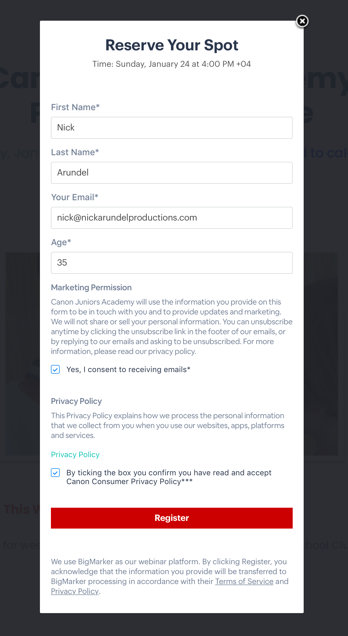 Reserve Your Spot
Time: Sunday, January 24 at 4:00 PM +04
First Name*
Nick
Last Name*
Arundel
Your Email*
nick@nickarundelproductions.com
Age*
35
Marketing Permission
Canon Juniors Academy will use the information you provide on this
form to be in touch with you and to provide updates and marketing.
We will not share or sell your personal information. You can unsubscribe
anytime by clicking the unsubscribe link in the footer of our emails, or
by replying to our emails and asking to be unsubscribed. For more
information, please read our privacy policy.
Yes, I consent to receiving emails*
Privacy Policy
This Privacy Policy explains how we process the personal information
that we collect from you when you use our websites, apps, platforms
and services.
Privacy Policy
By ticking the box you confirm you have read and accept
Canon Consumer Privacy Policy***
Register
We use BigMarker as our webinar platform. By clicking Register, you
acknowledge that the information you provide will be transferred to
BigMarker processing in accordance with their Terms of Service and
Privacy Policy.